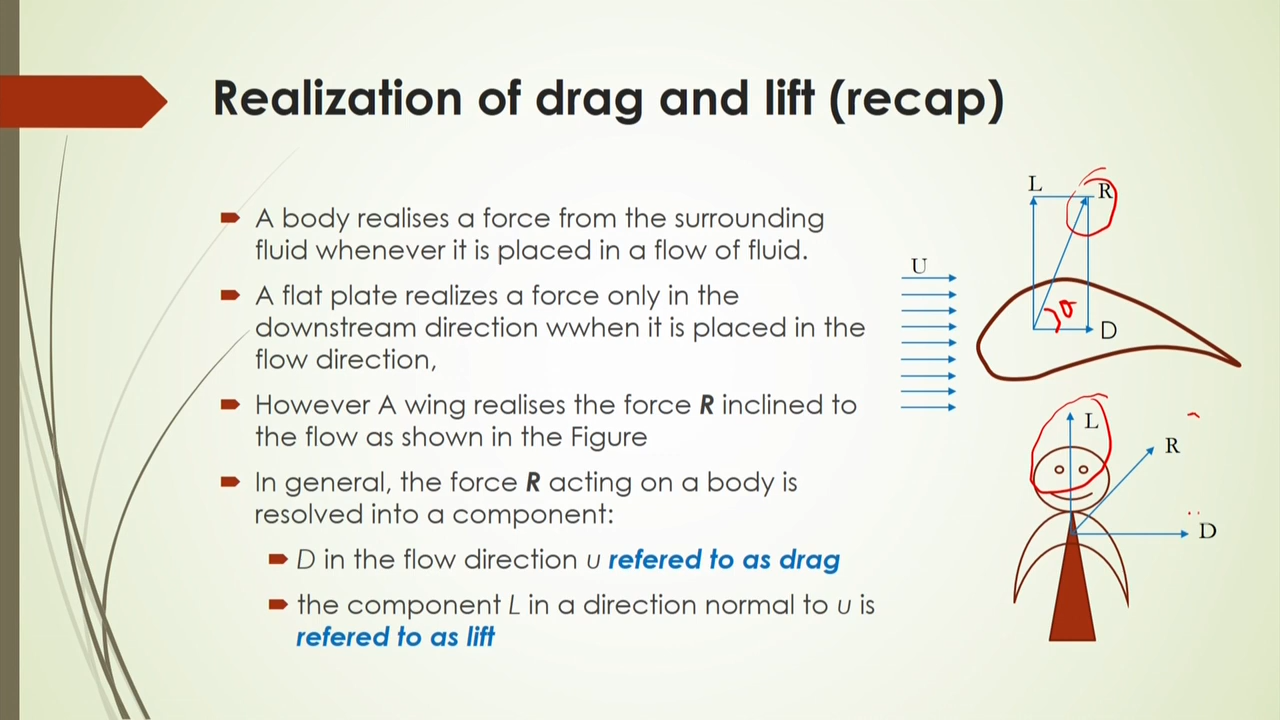 Realization of drag and lift (recap)
A body realises a force from the surrounding
fluid whenever it is placed in a flow of fluid.
A flat plate realizes a force only in the
downstream direction wwhen it is placed in the
flow direction,
However A wing realises the force R inclined to
the flow as shown in the Figure
In general, the force R acting on a body is
resolved into a component:
D in the flow direction u refered to as drag
the component L in a direction normal to u is
refered to as lift
L
R
U
D
L
R
D